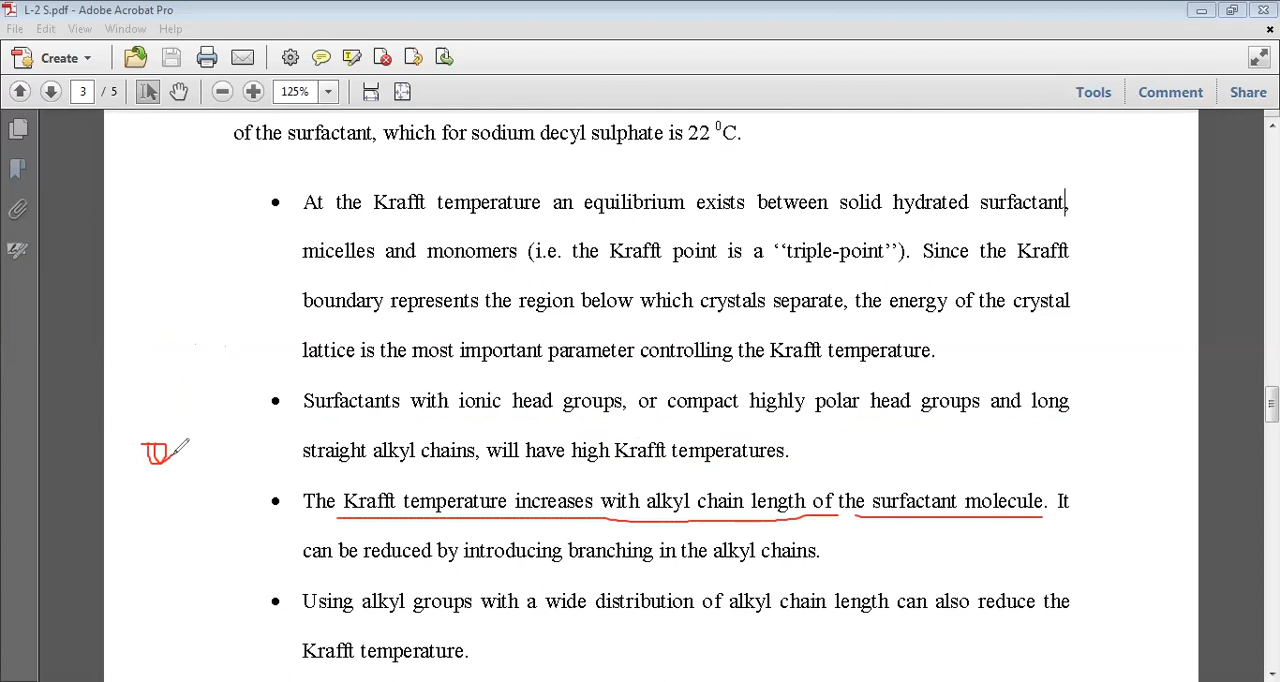 L-2 S.pdf - Adobe Acrobat Pro
File Edit View Window Help
Create
3 / 5 125% Tools Comment Share
of the surfactant, which for sodium decyl sulphate is 22 ⁰C.
• At the Krafft temperature an equilibrium exists between solid hydrated surfactant,
micelles and monomers (i.e. the Krafft point is a ‘‘triple-point’’). Since the Krafft
boundary represents the region below which crystals separate, the energy of the crystal
lattice is the most important parameter controlling the Krafft temperature.
• Surfactants with ionic head groups, or compact highly polar head groups and long
straight alkyl chains, will have high Krafft temperatures.
• The Krafft temperature increases with alkyl chain length of the surfactant molecule. It
can be reduced by introducing branching in the alkyl chains.
• Using alkyl groups with a wide distribution of alkyl chain length can also reduce the
Krafft temperature.